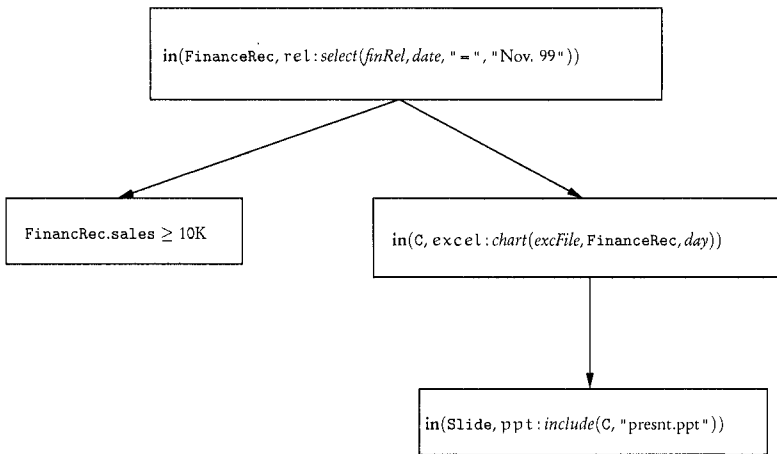 in(FinanceRec, rel:select(finRel, date, "=", "Nov. 99"))
FinancRec.sales ≥ 10K
in(C, excel:chart(excFile, FinanceRec, day))
in(Slide, ppt:include(C, "presnt.ppt"))